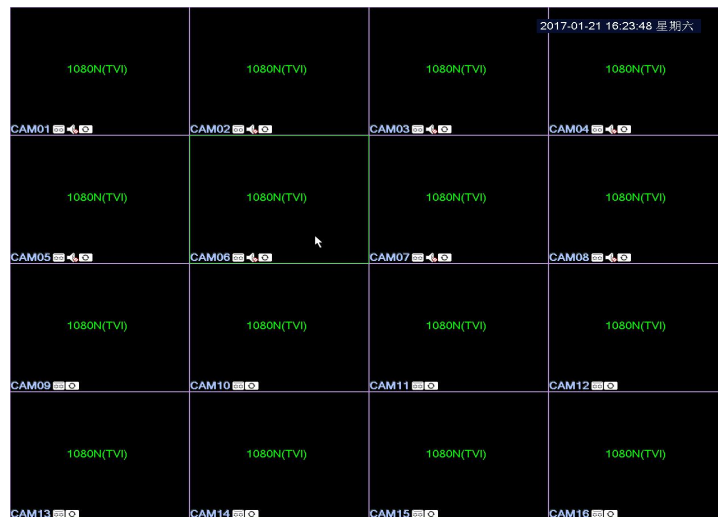 2017-01-21 16:23:48 星期六
1080N(TVI) 1080N(TVI) 1080N(TVI) 1080N(TVI)
CAM01 CAM02 CAM03 CAM04
1080N(TVI) 1080N(TVI) 1080N(TVI) 1080N(TVI)
CAM05 CAM06 CAM07 CAM08
1080N(TVI) 1080N(TVI) 1080N(TVI) 1080N(TVI)
CAM09 CAM10 CAM11 CAM12
1080N(TVI) 1080N(TVI) 1080N(TVI) 1080N(TVI)
CAM13 CAM14 CAM15 CAM16